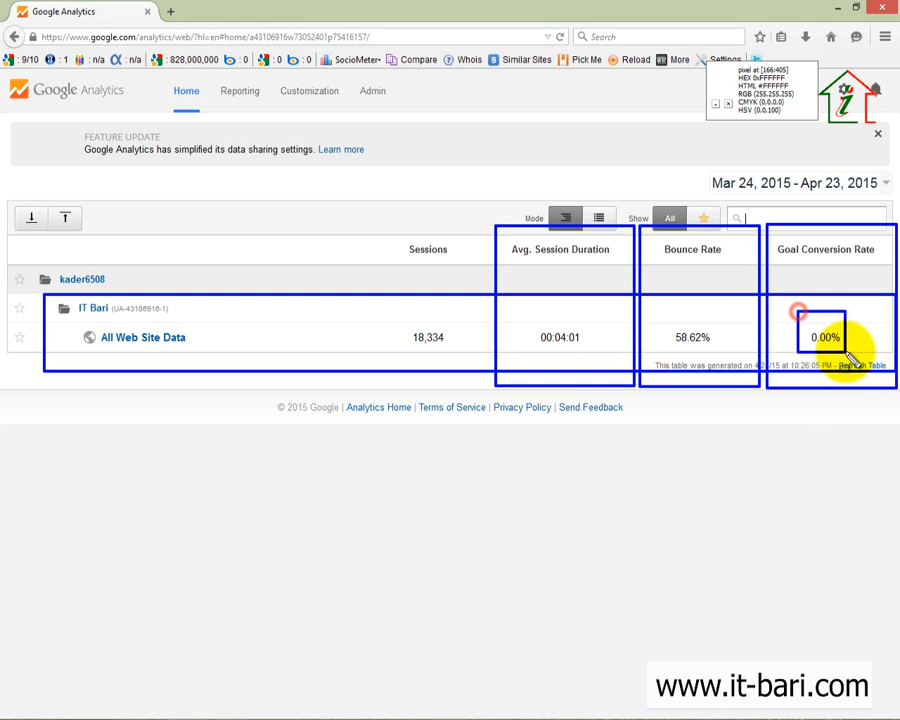 Google Analytics
https://www.google.com/analytics/web/?hl=en#home/a43106916w73052401p75416157/
Search
: 9/10 : 1 : n/a : n/a : 828,000,000 : 0 : 0 : 0 SocioMeter Compare Whois Similar Sites Pick Me Reload More Settings
pixel at [166:405]
HEX 0xFFFFFF
HTML #FFFFFF
RGB (255.255.255)
CMYK (0.0.0.0)
HSV (0.0.100)
Google Analytics Home Reporting Customization Admin
FEATURE UPDATE
Google Analytics has simplified its data sharing settings. Learn more
Mar 24, 2015 - Apr 23, 2015
Mode Show All
Sessions Avg. Session Duration Bounce Rate Goal Conversion Rate
kader6508
IT Bari (UA-43106916-1)
All Web Site Data 18,334 00:04:01 58.62% 0.00%
This table was generated on at 10:26:05 PM - Refresh Table
© 2015 Google | Analytics Home | Terms of Service | Privacy Policy | Send Feedback
www.it-bari.com